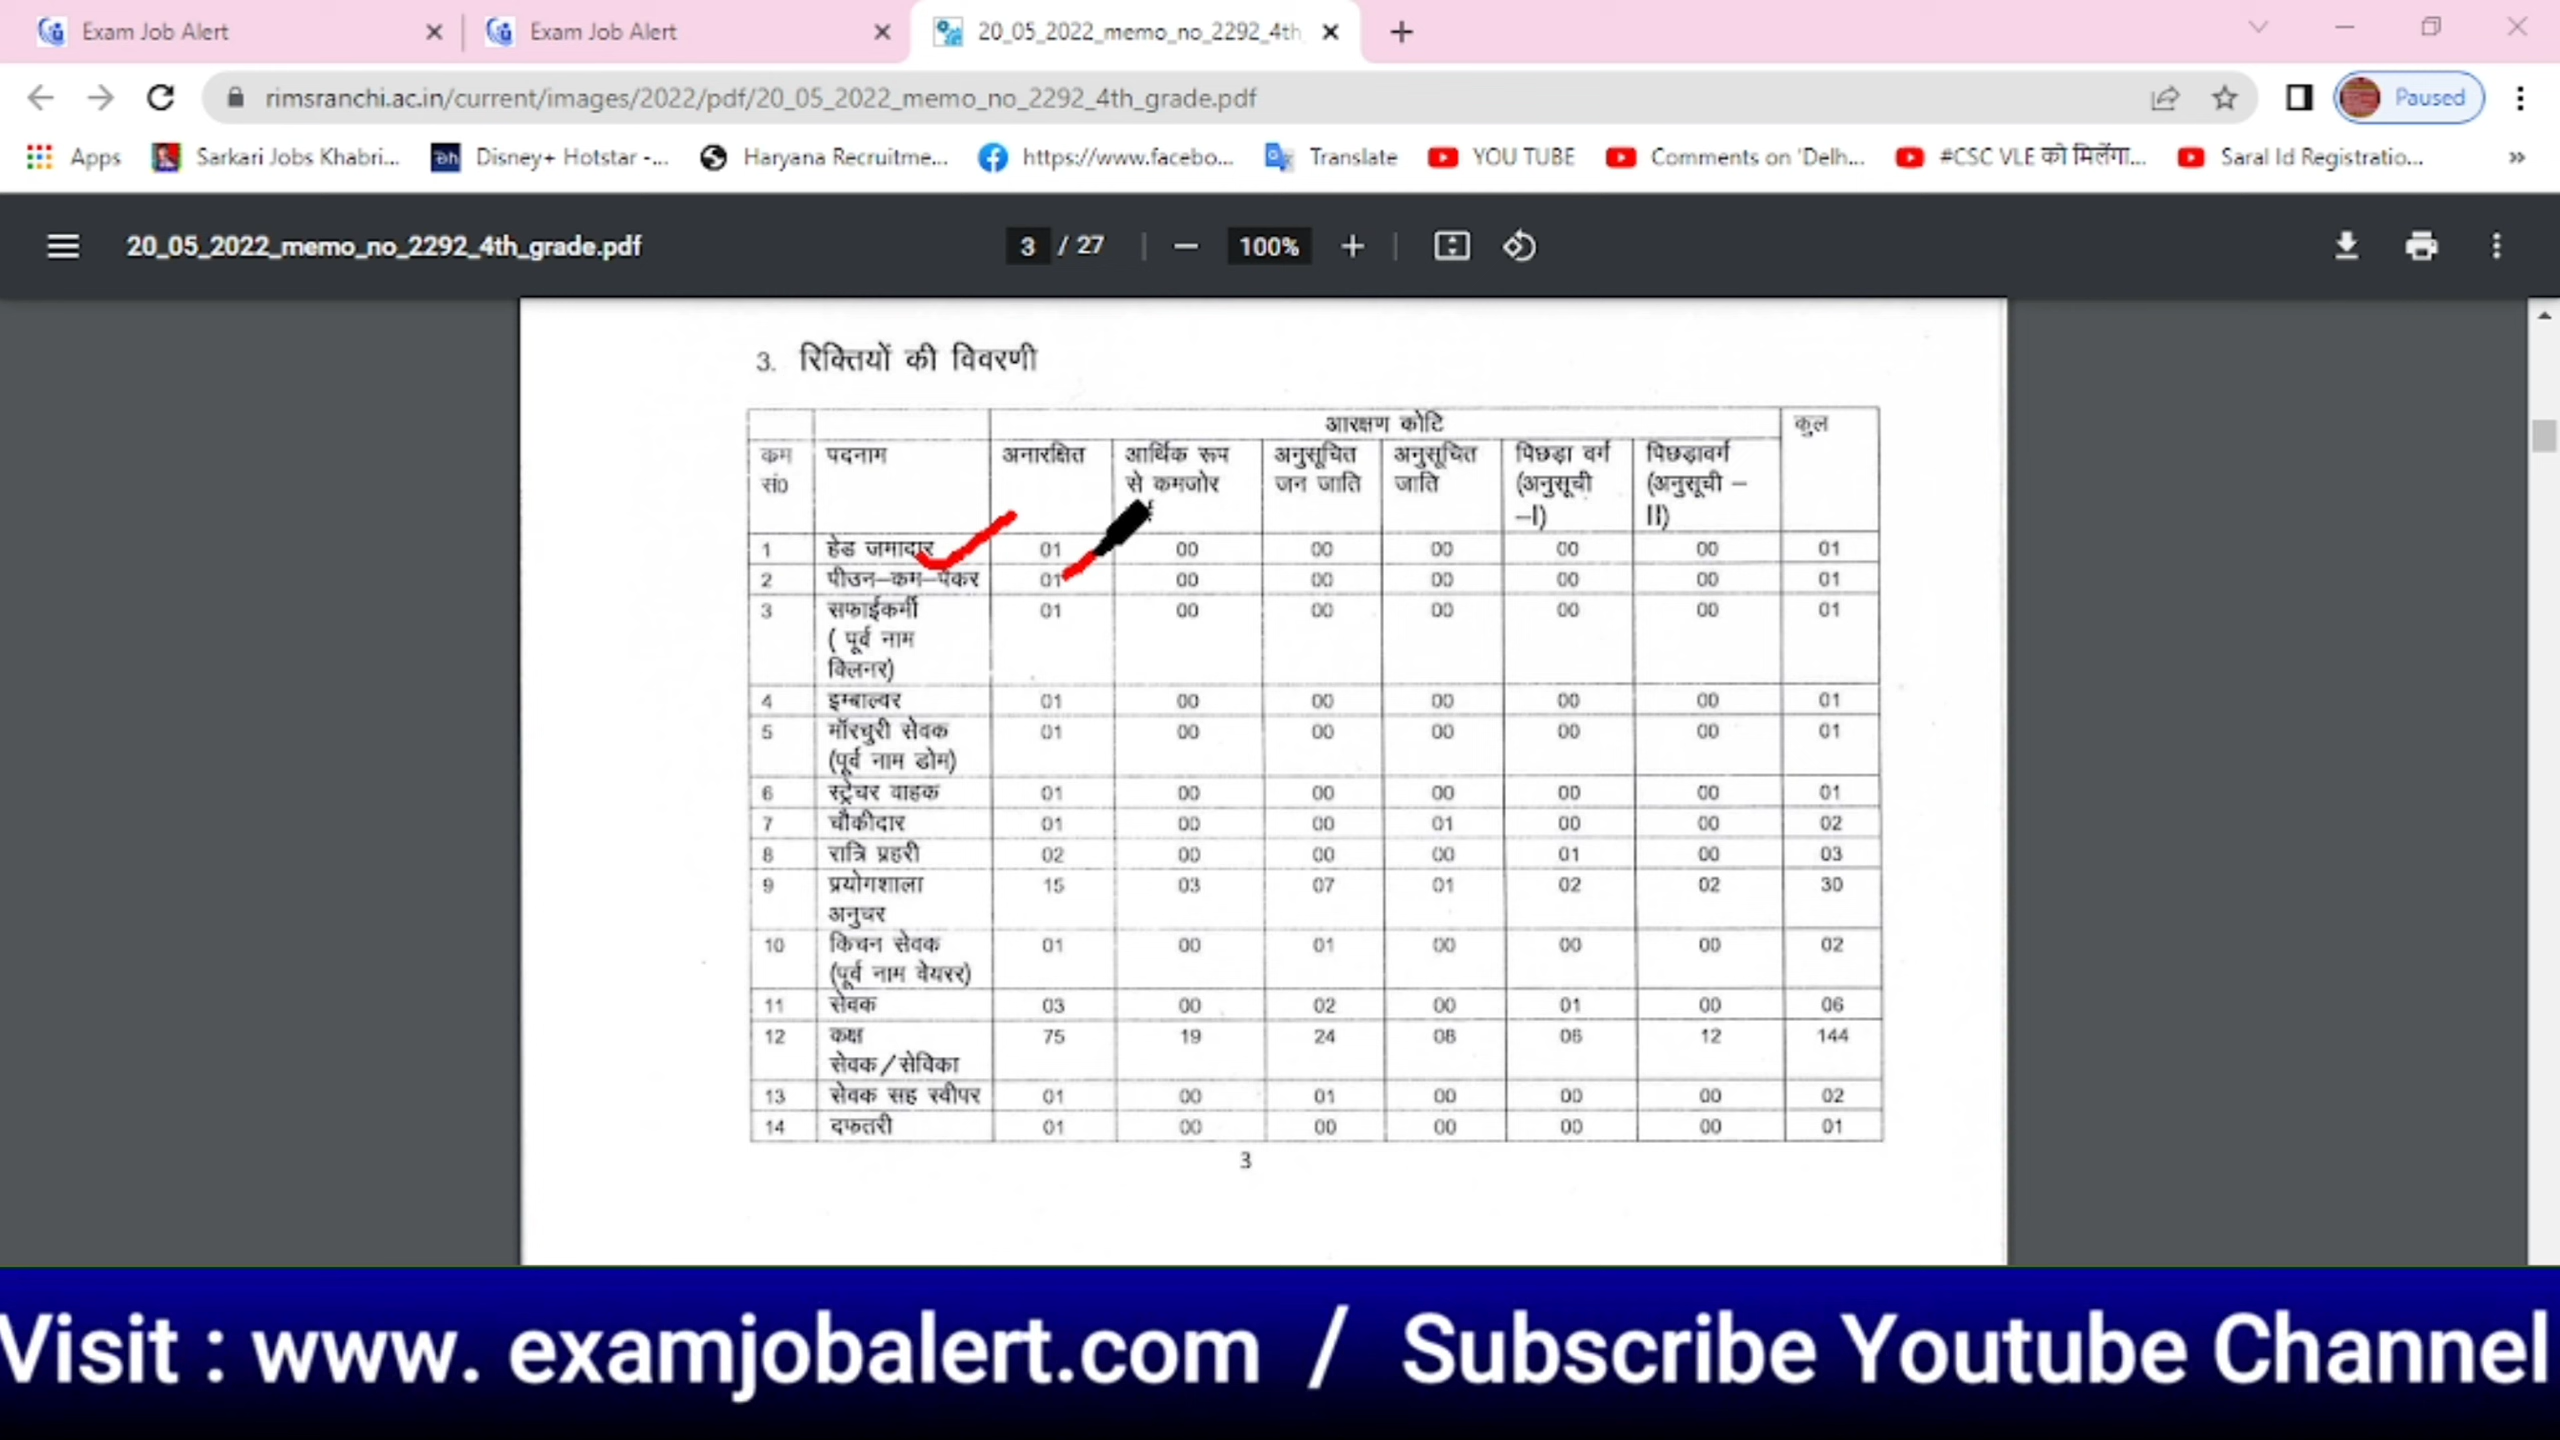 Exam Job Alert
Exam Job Alert
20_05_2022_memo_no_2292_4th
rimsranchi.ac.in/current/images/2022/pdf/20_05_2022_memo_no_2292_4th_grade.pdf
Paused
Apps
Sarkari Jobs Khabri...
Disney+ Hotstar -...
Haryana Recruitme...
https://www.facebo...
Translate
YOU TUBE
Comments on 'Delh...
#CSC VLE को मिलेंगा...
Saral Id Registratio...
20_05_2022_memo_no_2292_4th_grade.pdf
3 / 27
100%
3. रिक्तियों की विवरणी
आरक्षण कोटि कुल
कम सं0 पदनाम अनारक्षित आर्थिक रूप से कमजोर अनुसूचित जन जाति अनुसूचित जाति पिछड़ा वर्ग (अनुसूची –I) पिछड़ावर्ग (अनुसूची – II)
1 हेड जमादार 01 00 00 00 00 00 01
2 पीउन–कम–पैकर 01 00 00 00 00 00 01
3 सफाईकर्मी ( पूर्व नाम क्लिनर) 01 00 00 00 00 00 01
4 इम्बाल्वर 01 00 00 00 00 00 01
5 मॉरचुरी सेवक (पूर्व नाम डोम) 01 00 00 00 00 00 01
6 स्ट्रेचर वाहक 01 00 00 00 00 00 01
7 चौकीदार 01 00 00 01 00 00 02
8 रात्रि प्रहरी 02 00 00 00 01 00 03
9 प्रयोगशाला अनुचर 15 03 07 01 02 02 30
10 किचन सेवक (पूर्व नाम वेयरर) 01 00 01 00 00 00 02
11 सेवक 03 00 02 00 01 00 06
12 कक्ष सेवक/सेविका 75 19 24 08 06 12 144
13 सेवक सह स्वीपर 01 00 01 00 00 00 02
14 दफतरी 01 00 00 00 00 00 01
3
Visit : www. examjobalert.com / Subscribe Youtube Channel